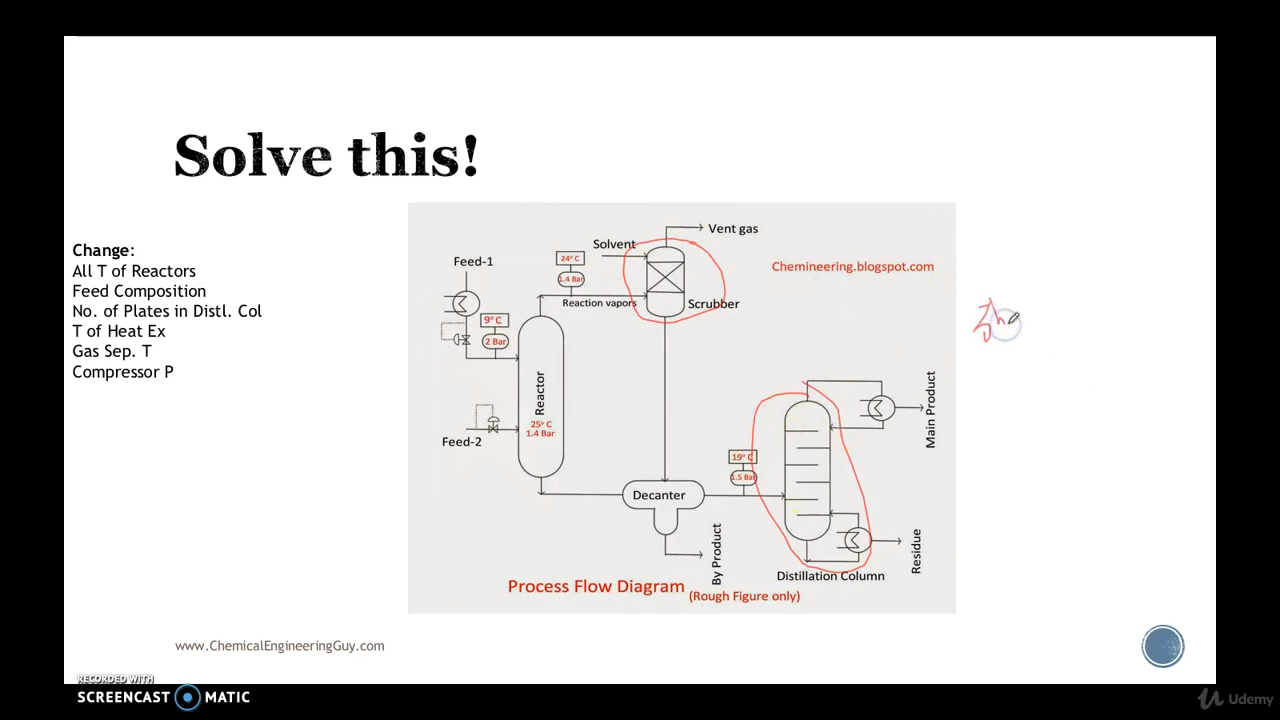 Solve this!
Change:
All T of Reactors
Feed Composition
No. of Plates in Distl. Col
T of Heat Ex
Gas Sep. T
Compressor P
Solvent
Vent gas
Feed-1
24° C
1.4 Bar
Chemineering.blogspot.com
Reaction vapors
Scrubber
9° C
2 Bar
Reactor
25° C
1.4 Bar
Feed-2
Main Product
19° C
1.5 Bar
Decanter
By Product
Residue
Distillation Column
Process Flow Diagram
(Rough Figure only)
www.ChemicalEngineeringGuy.com
RECORDED WITH
SCREENCAST MATIC
Udemy